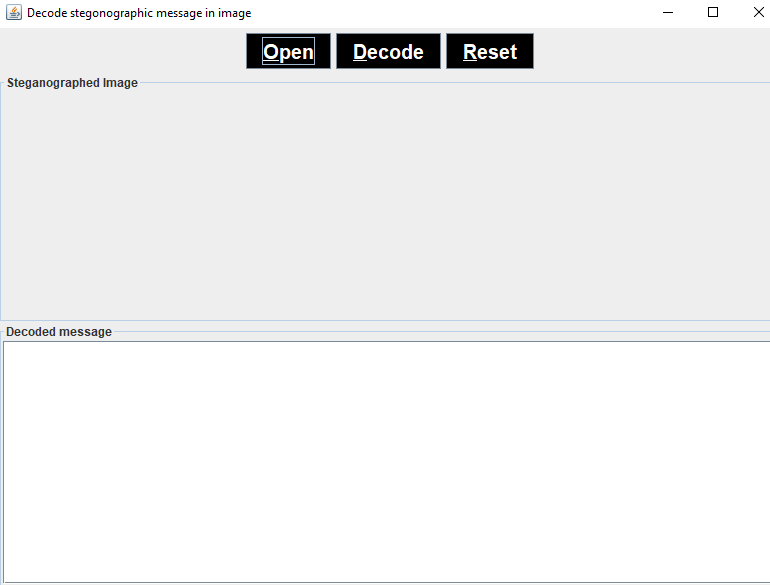 Decode stegonographic message in image
Open Decode Reset
Steganographed Image
Decoded message